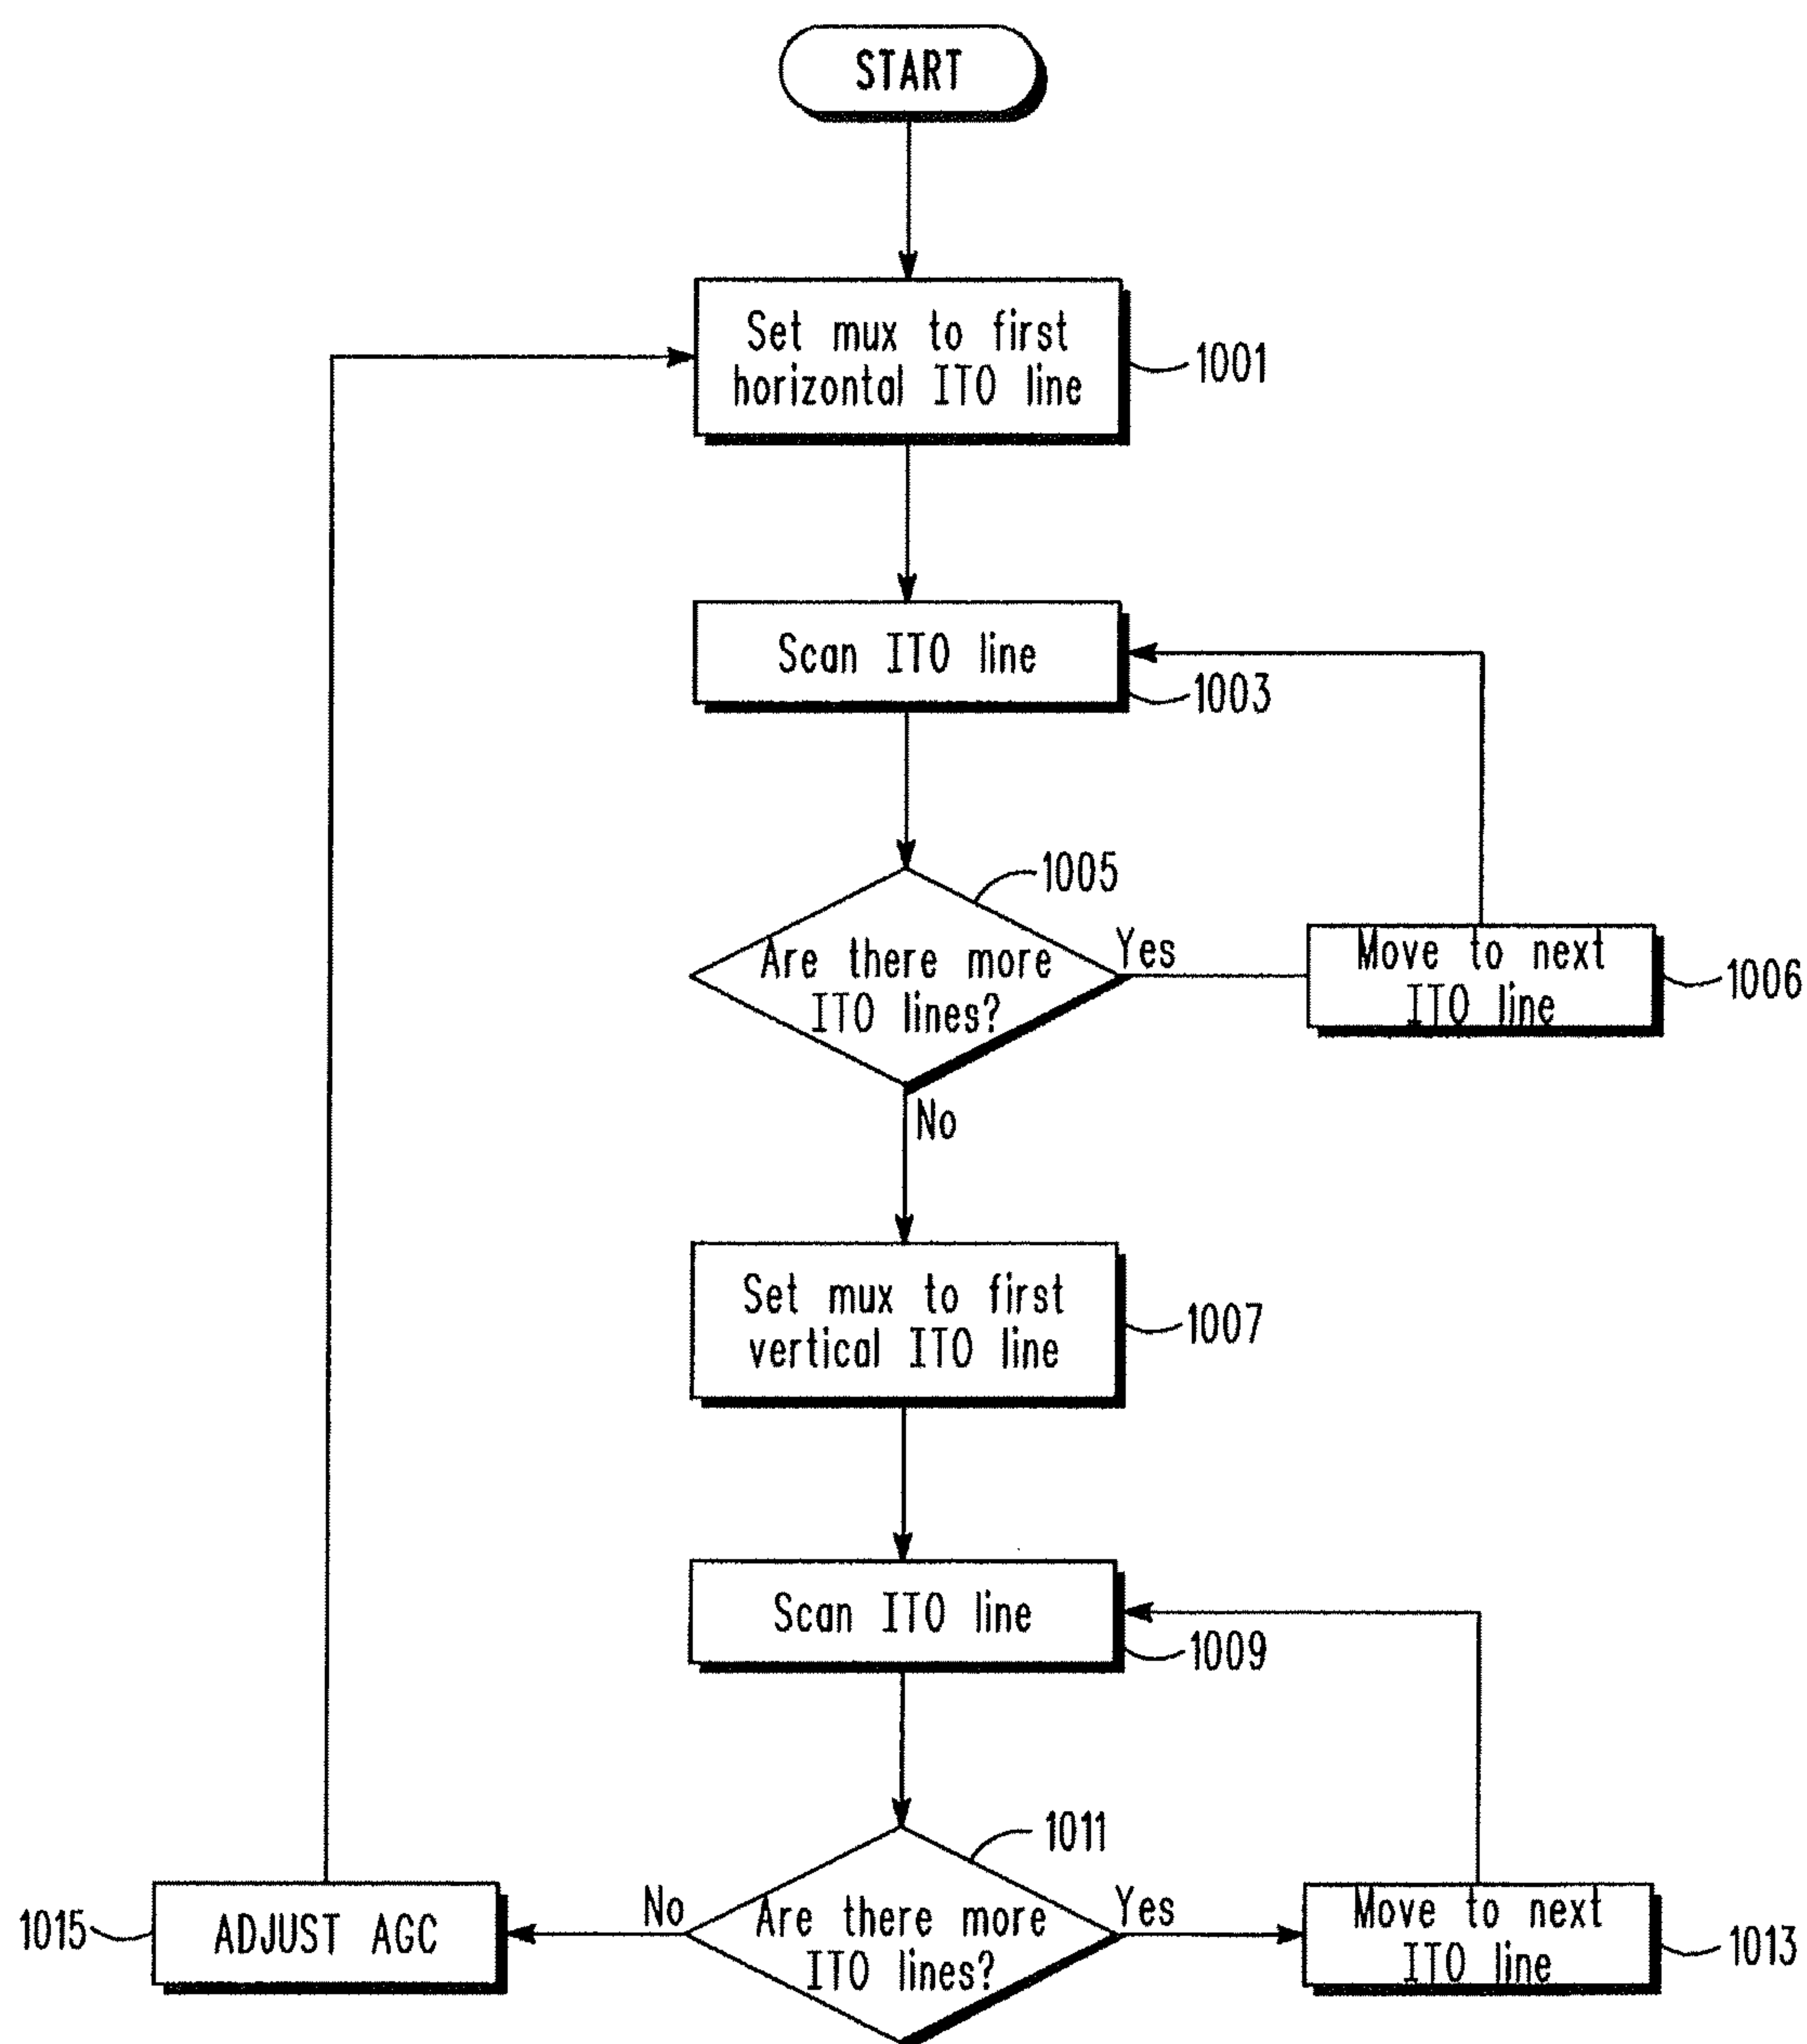 START
Set mux to first
horizontal ITO line
1001
Scan ITO line
1003
1005
Are there more
ITO lines?
Yes
Move to next
ITO line
1006
No
Set mux to first
vertical ITO line
1007
Scan ITO line
1009
1011
Are there more
ITO lines?
Yes
Move to next
ITO line
1013
No
ADJUST AGC
1015